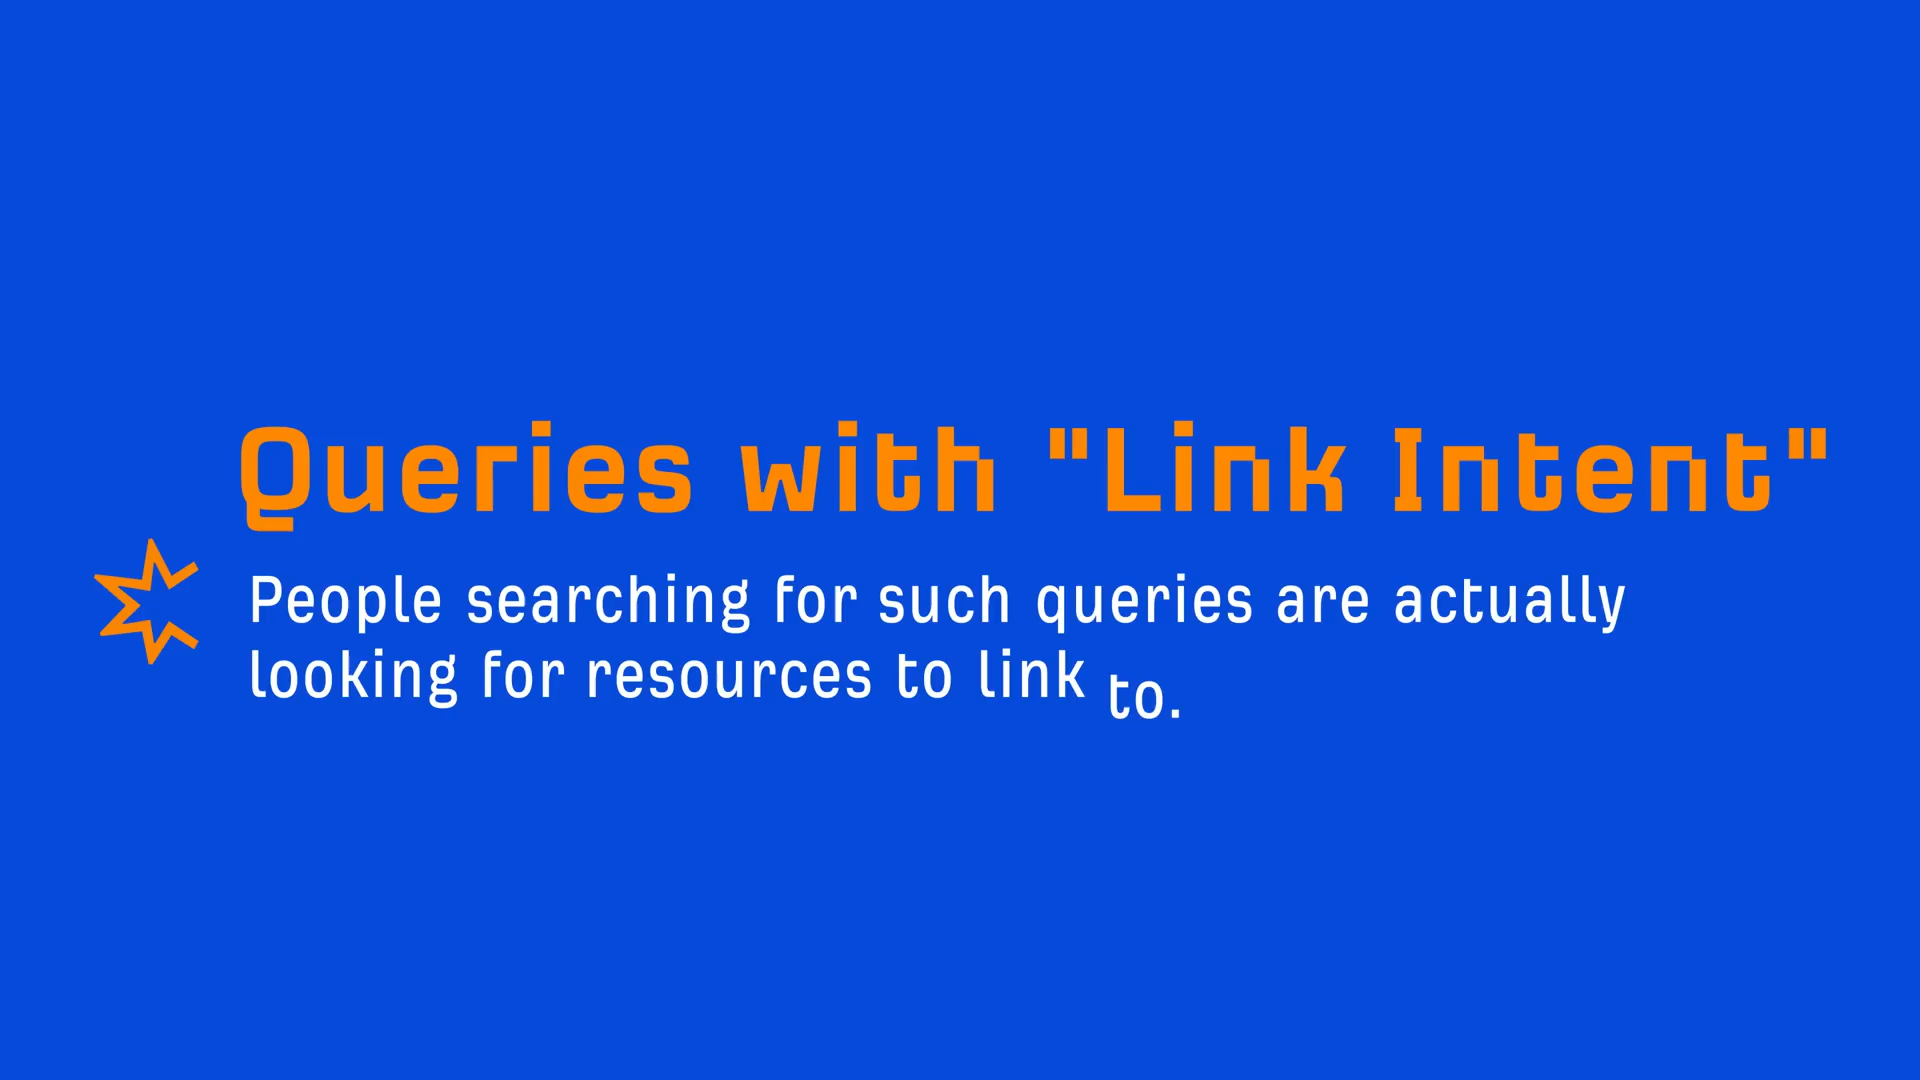 Queries with "Link Intent"
People searching for such queries are actually
looking for resources to link to.